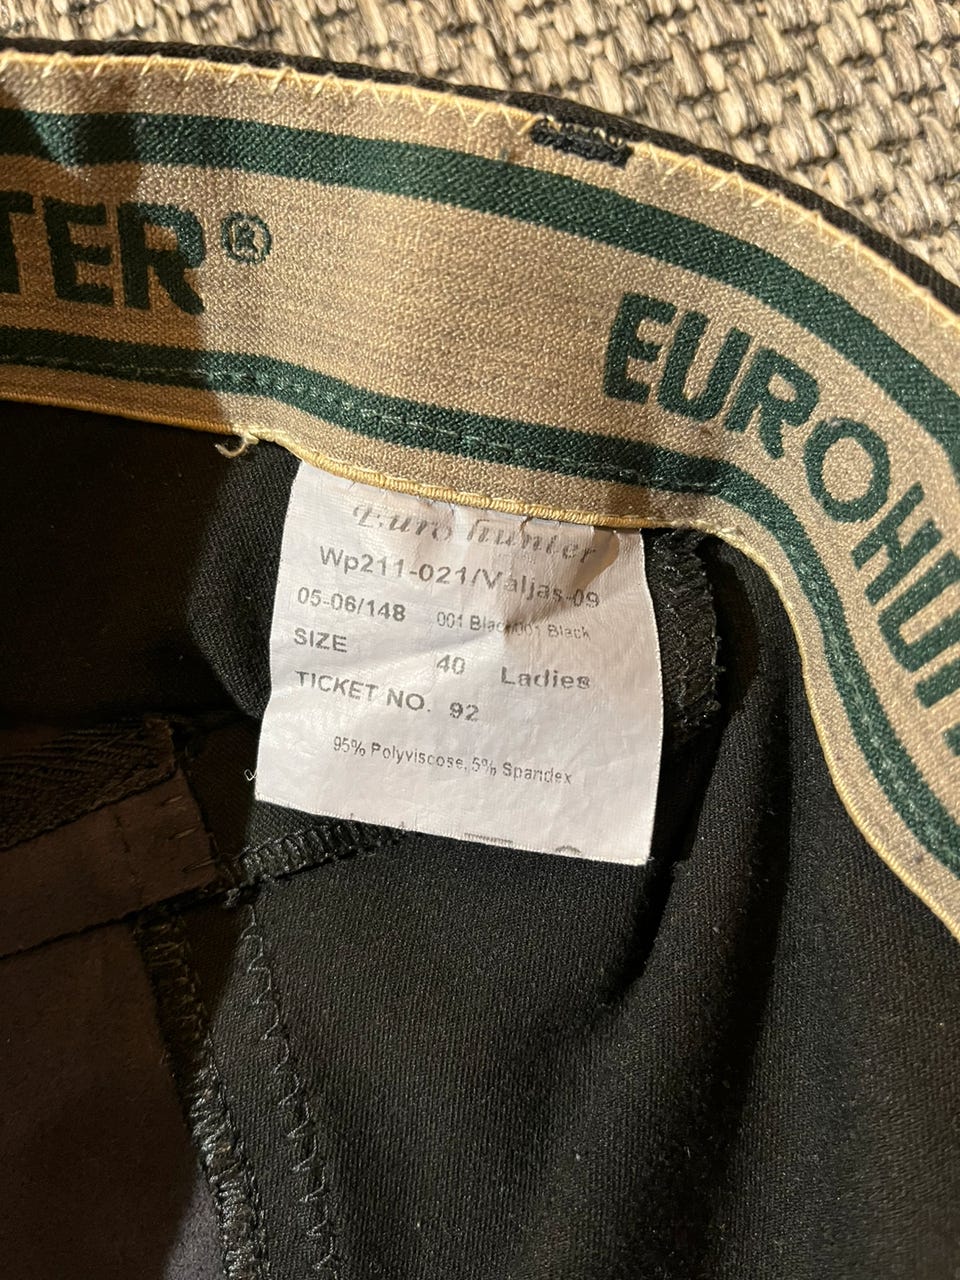 TER®
EUROHUNT
Euro hunter
Wp211-021/Valjas-09
05-06/148 001 Black/001 Black
SIZE 40 Ladies
TICKET NO. 92
95% Polyviscose, 5% Spandex